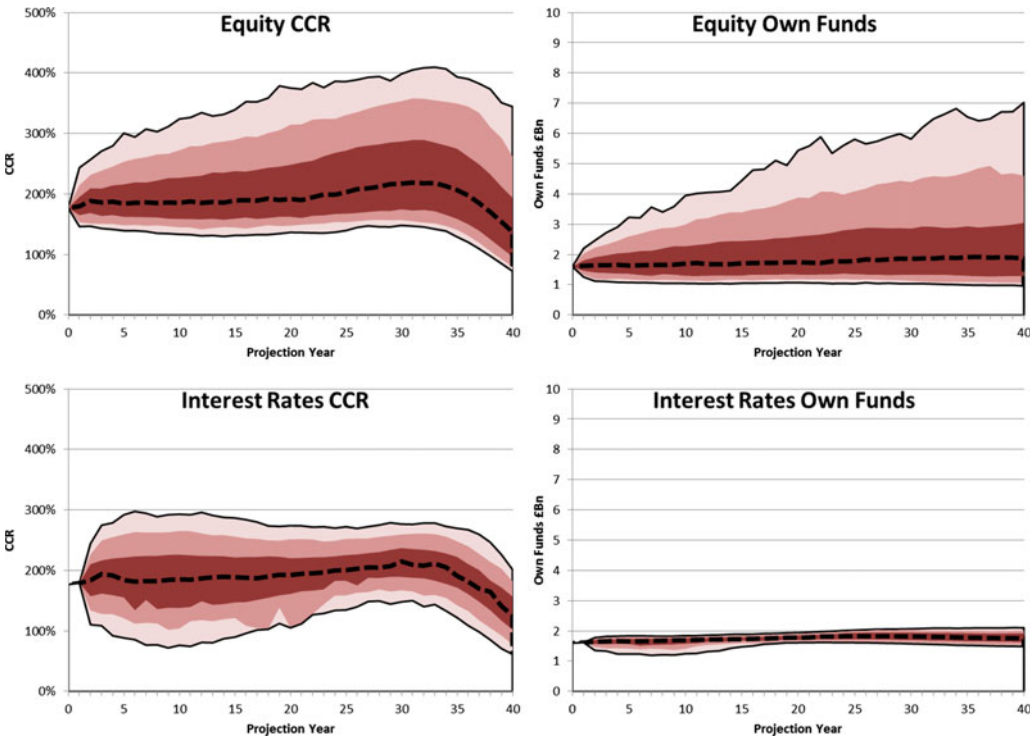 Equity CCR
500%
400%
300%
200%
100%
0%
CCR
0 5 10 15 20 25 30 35 40
Projection Year
Equity Own Funds
10
9
8
7
6
5
4
3
2
1
0
Own Funds £Bn
0 5 10 15 20 25 30 35 40
Projection Year
Interest Rates CCR
500%
400%
300%
200%
100%
0%
CCR
0 5 10 15 20 25 30 35 40
Projection Year
Interest Rates Own Funds
10
9
8
7
6
5
4
3
2
1
0
Own Funds £Bn
0 5 10 15 20 25 30 35 40
Projection Year